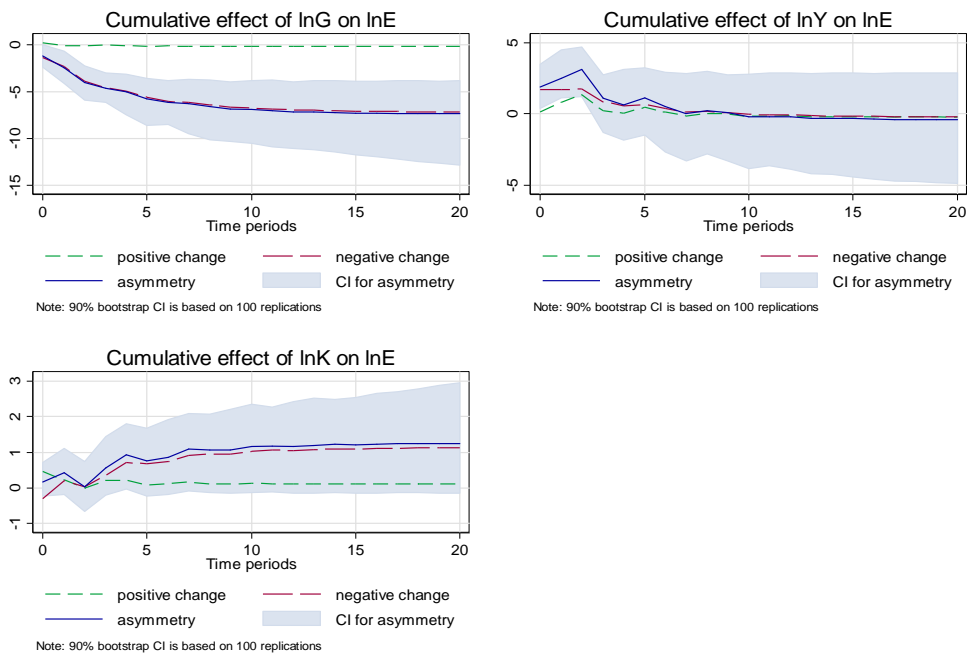 Cumulative effect of lnG on lnE
0
-5
-10
-15
0 5 10 15 20
Time periods
positive change negative change
asymmetry CI for asymmetry
Note: 90% bootstrap CI is based on 100 replications
Cumulative effect of lnY on lnE
5
0
-5
0 5 10 15 20
Time periods
positive change negative change
asymmetry CI for asymmetry
Note: 90% bootstrap CI is based on 100 replications
Cumulative effect of lnK on lnE
3
2
1
0
-1
0 5 10 15 20
Time periods
positive change negative change
asymmetry CI for asymmetry
Note: 90% bootstrap CI is based on 100 replications